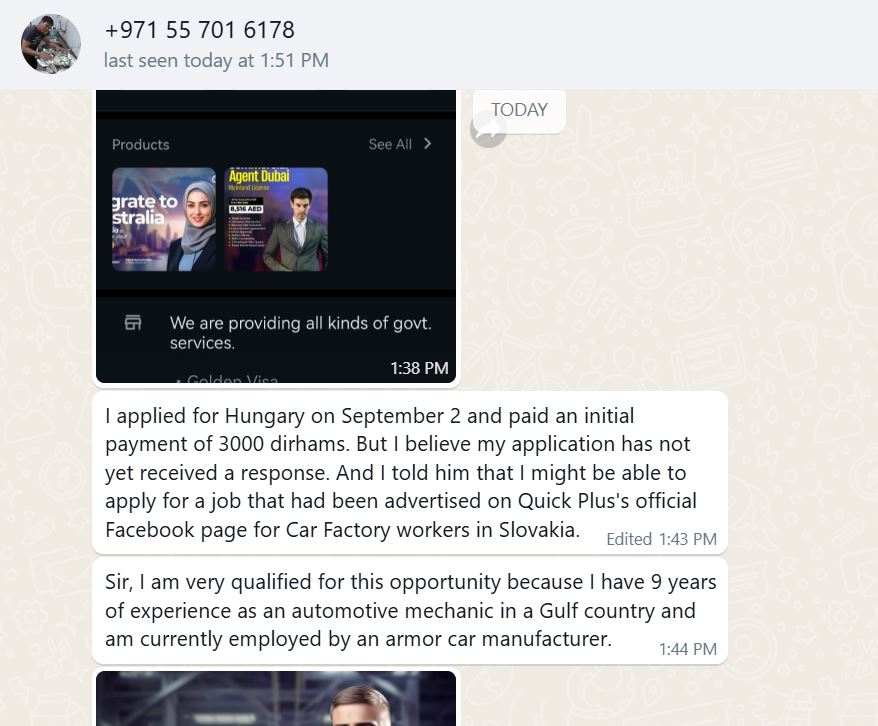 +971 55 701 6178
last seen today at 1:51 PM
TODAY
Products
See All
grate to
stralia
Agent Dubai
Mainland License
8,516 AED
We are providing all kinds of govt.
services.
• Golden Visa
1:38 PM
I applied for Hungary on September 2 and paid an initial
payment of 3000 dirhams. But I believe my application has not
yet received a response. And I told him that I might be able to
apply for a job that had been advertised on Quick Plus's official
Facebook page for Car Factory workers in Slovakia.
Edited 1:43 PM
Sir, I am very qualified for this opportunity because I have 9 years
of experience as an automotive mechanic in a Gulf country and
am currently employed by an armor car manufacturer.
1:44 PM